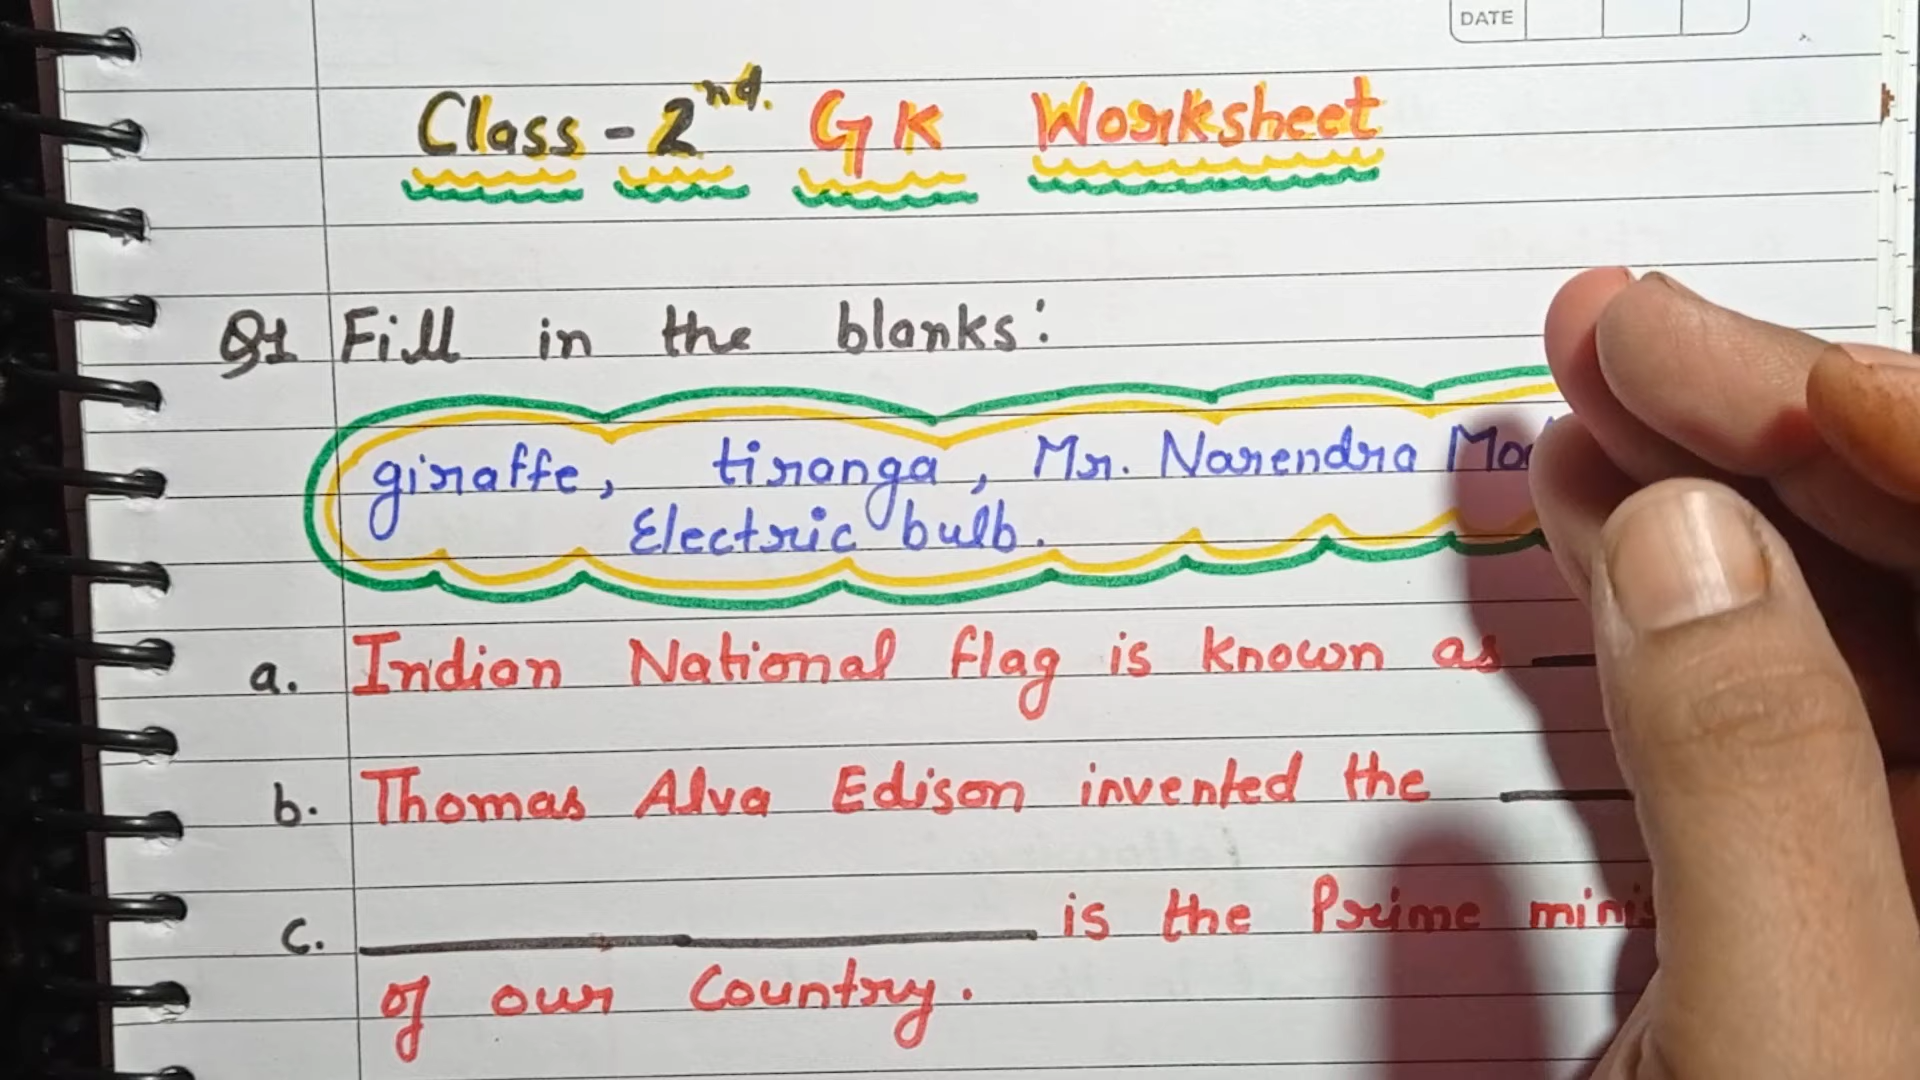 DATE
Class - 2nd. GK Worksheet
Q1 Fill in the blanks:
giraffe, tiranga, Mr. Narendra
Electric bulb.
a. Indian National flag is known as
b. Thomas Alva Edison invented the
c. is the Prime
of our Country.